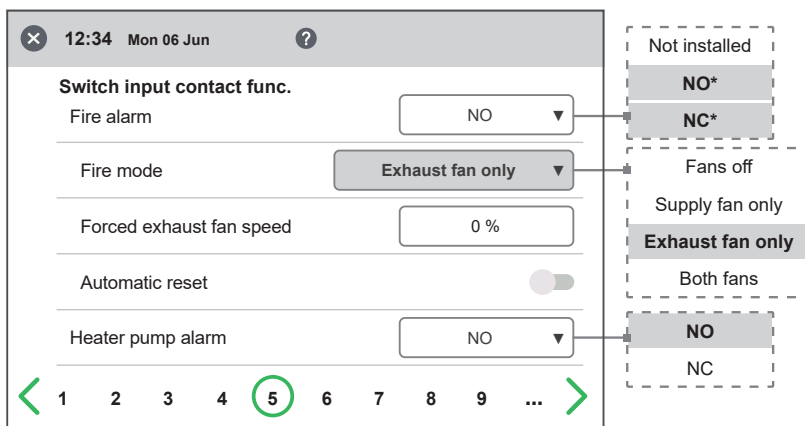 12:34 Mon 06 Jun ?
Switch input contact func.
Fire alarm NO
Fire mode Exhaust fan only
Forced exhaust fan speed 0 %
Automatic reset
Heater pump alarm NO
1 2 3 4 5 6 7 8 9 ...
Not installed
NO*
NC*
Fans off
Supply fan only
Exhaust fan only
Both fans
NO
NC